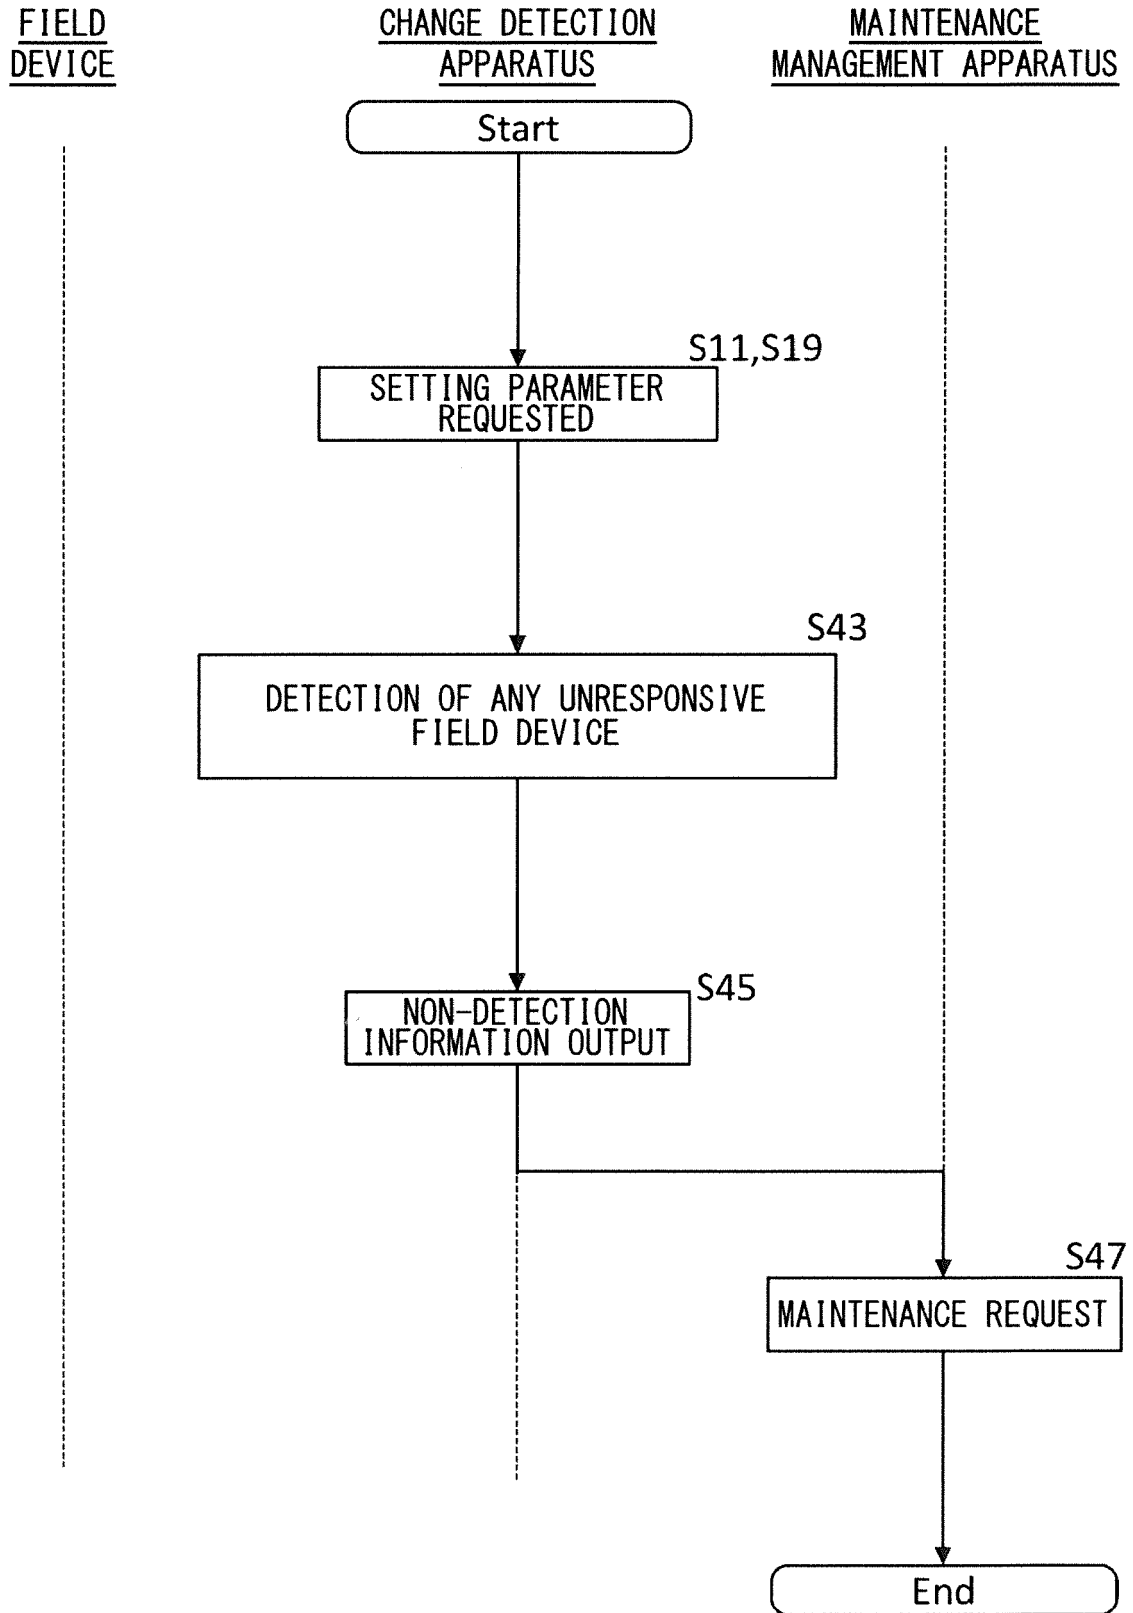 FIELD
DEVICE
CHANGE DETECTION
APPARATUS
MAINTENANCE
MANAGEMENT APPARATUS
Start
S11,S19
SETTING PARAMETER
REQUESTED
S43
DETECTION OF ANY UNRESPONSIVE
FIELD DEVICE
S45
NON-DETECTION
INFORMATION OUTPUT
S47
MAINTENANCE REQUEST
End